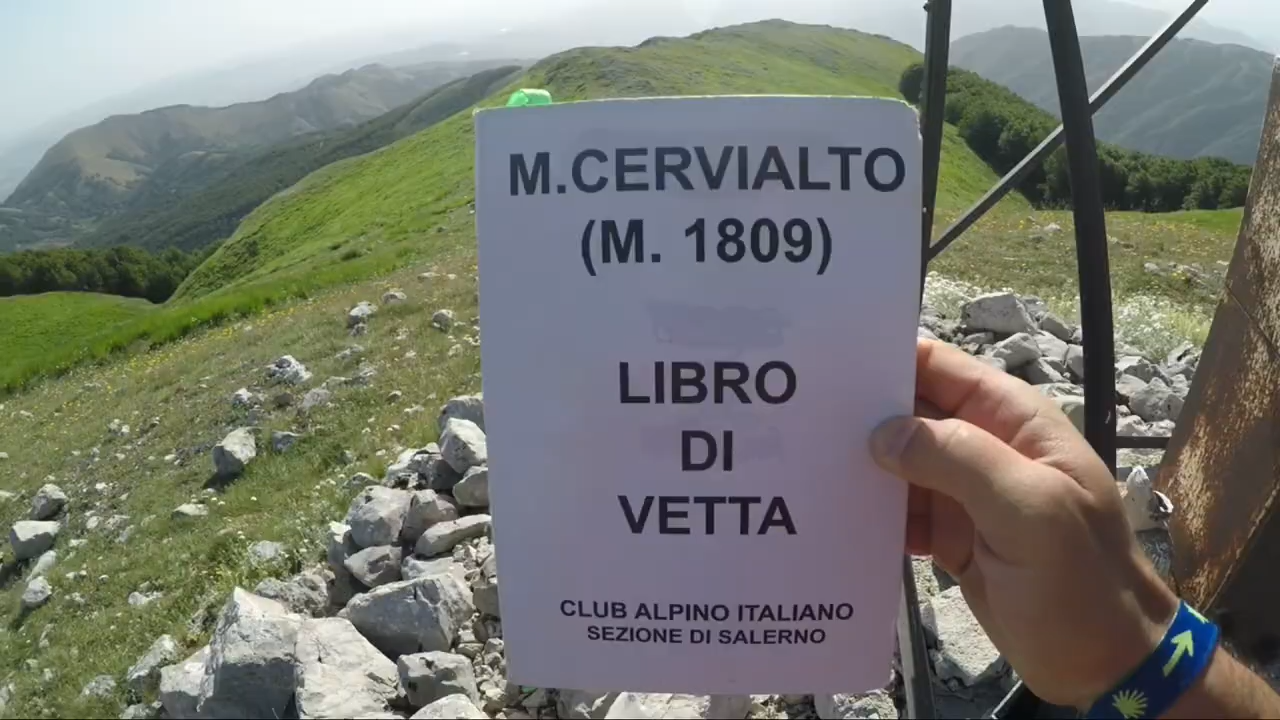 M.CERVIALTO
(M. 1809)
LIBRO
DI
VETTA
CLUB ALPINO ITALIANO
SEZIONE DI SALERNO